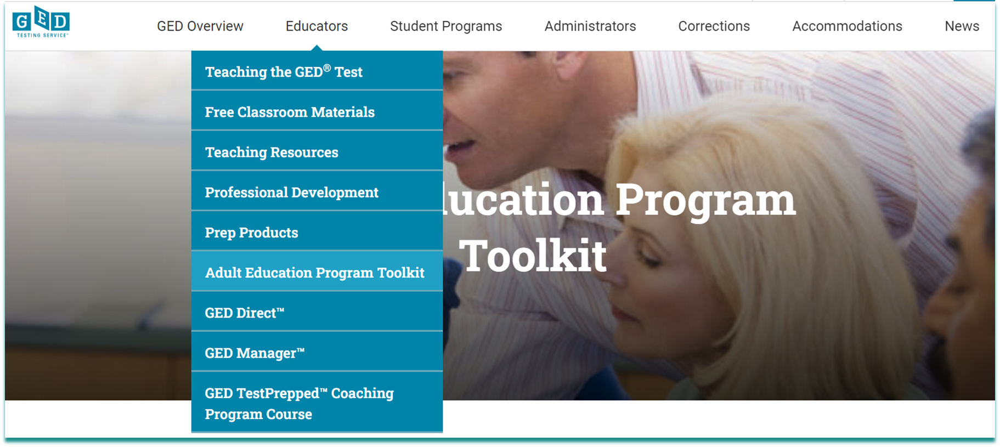 GED
TESTING SERVICE®
GED Overview
Educators
Student Programs
Administrators
Corrections
Accommodations
News
Teaching the GED® Test
Free Classroom Materials
Teaching Resources
Professional Development
Prep Products
Adult Education Program Toolkit
GED Direct™
GED Manager™
GED TestPrepped™ Coaching
Program Course
Program
Toolkit